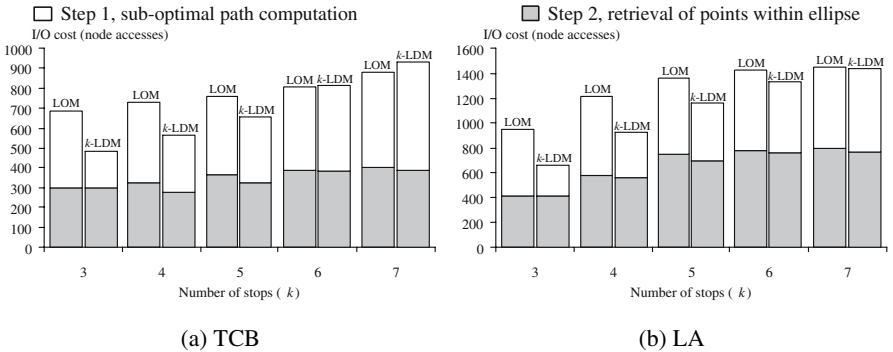 Step 1, sub-optimal path computation
Step 2, retrieval of points within ellipse
I/O cost (node accesses)
1000
900
800
700
600
500
400
300
200
100
0
LOM
k-LDM
LOM
k-LDM
LOM
k-LDM
LOM
k-LDM
LOM
k-LDM
3 4 5 6 7
Number of stops ( k)
(a) TCB
I/O cost (node accesses)
1600
1400
1200
1000
800
600
400
200
0
LOM
k-LDM
LOM
k-LDM
LOM
k-LDM
LOM
k-LDM
LOM
k-LDM
3 4 5 6 7
Number of stops ( k)
(b) LA